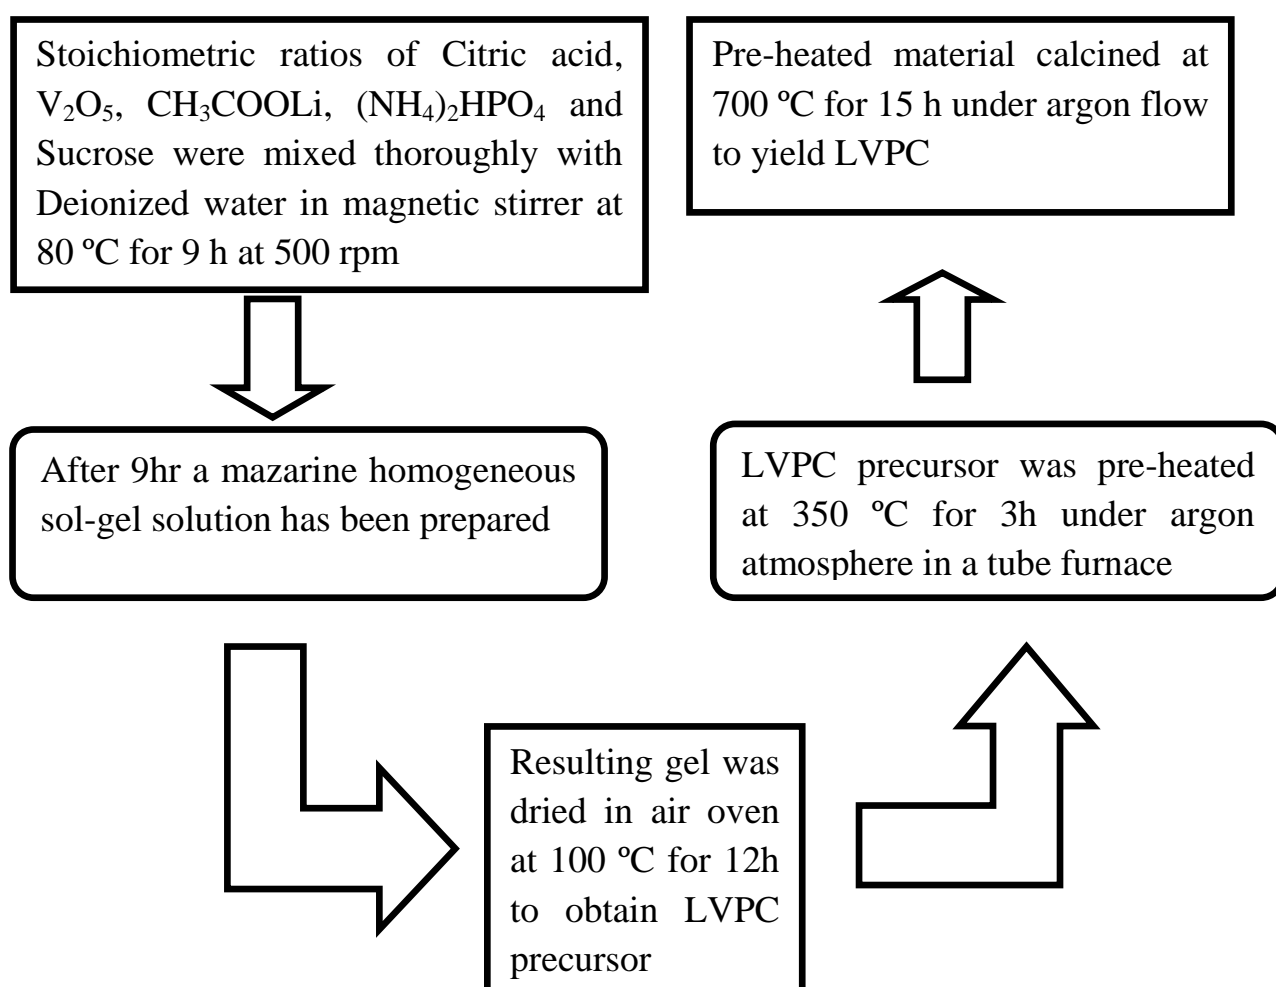 Stoichiometric ratios of Citric acid,
V₂O₅, CH₃COOLi, (NH₄)₂HPO₄ and
Sucrose were mixed thoroughly with
Deionized water in magnetic stirrer at
80 ºC for 9 h at 500 rpm
After 9hr a mazarine homogeneous
sol-gel solution has been prepared
Resulting gel was
dried in air oven
at 100 ºC for 12h
to obtain LVPC
precursor
LVPC precursor was pre-heated
at 350 ºC for 3h under argon
atmosphere in a tube furnace
Pre-heated material calcined at
700 ºC for 15 h under argon flow
to yield LVPC